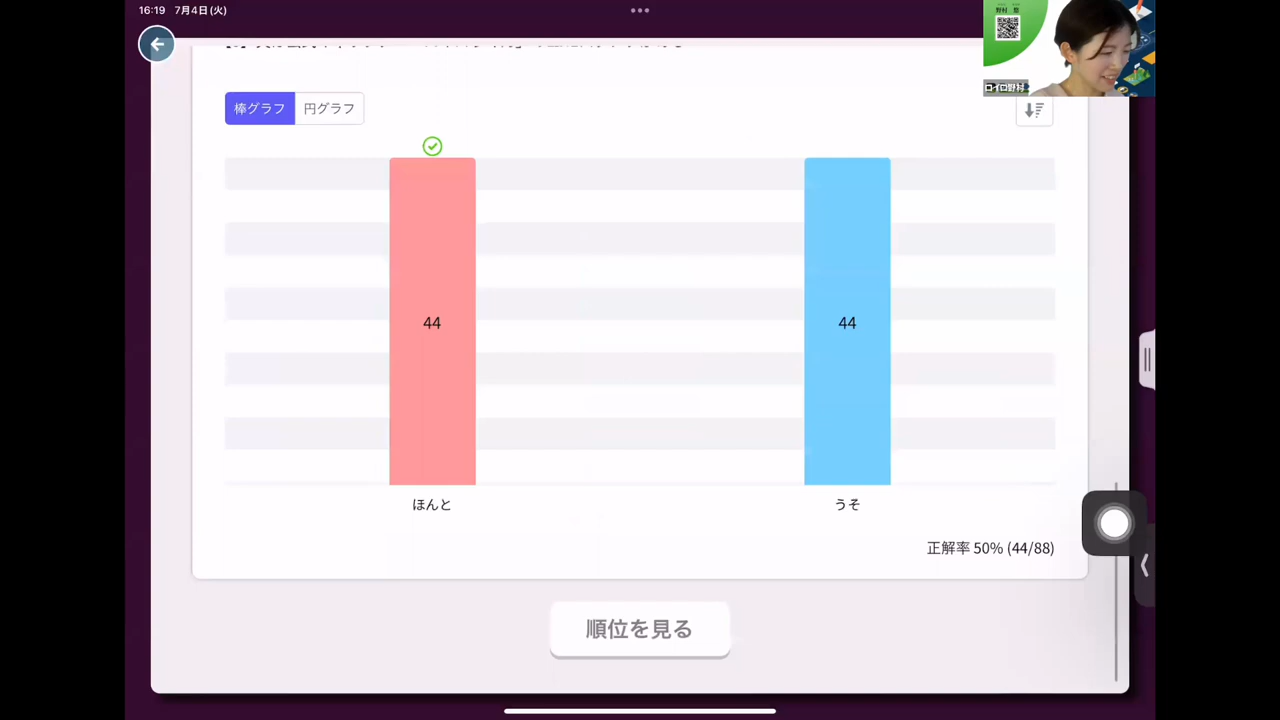 16:19 7月4日(火)
野村
ロイロ野村
棒グラフ
円グラフ
44
44
ほんと
うそ
正解率 50% (44/88)
順位を見る